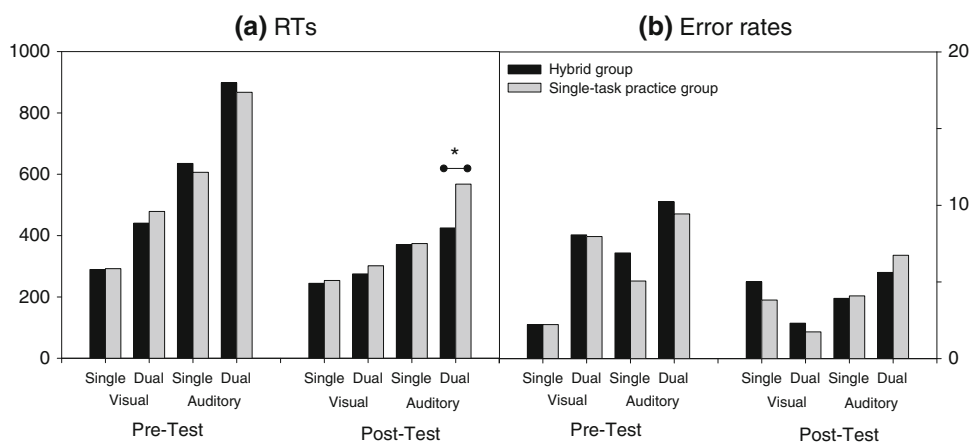 (a) RTs
(b) Error rates
1000
800
600
400
200
0
20
10
0
Hybrid group
Single-task practice group
*
Single Dual Single Dual
Visual Auditory
Pre-Test
Single Dual Single Dual
Visual Auditory
Post-Test
Single Dual Single Dual
Visual Auditory
Pre-Test
Single Dual Single Dual
Visual Auditory
Post-Test